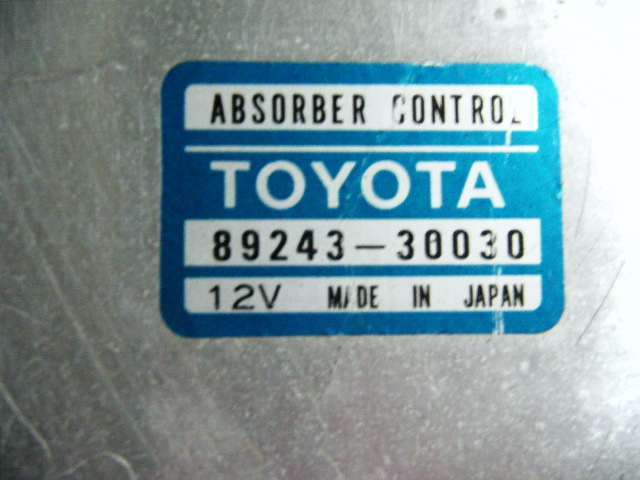 ABSORBER CONTROL
TOYOTA
89243-30030
12V MADE IN JAPAN